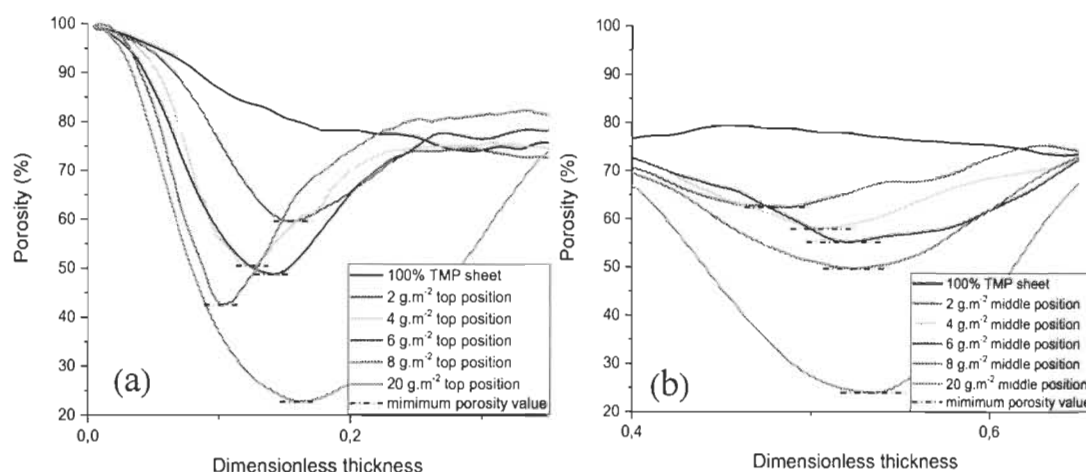 100
90
80
70
60
50
40
30
20
Porosity (%)
(a)
100% TMP sheet
2 g.m⁻² top position
4 g.m⁻² top position
6 g.m⁻² top position
8 g.m⁻² top position
20 g.m⁻² top position
mimimum porosity value
0,0
0,2
Dimensionless thickness
100
90
80
70
60
50
40
30
20
Porosity (%)
(b)
100% TMP sheet
2 g.m⁻² middle position
4 g.m⁻² middle position
6 g.m⁻² middle position
8 g.m⁻² middle position
20 g.m⁻² middle position
mimimum porosity value
0,4
0,6
Dimensionless thickness